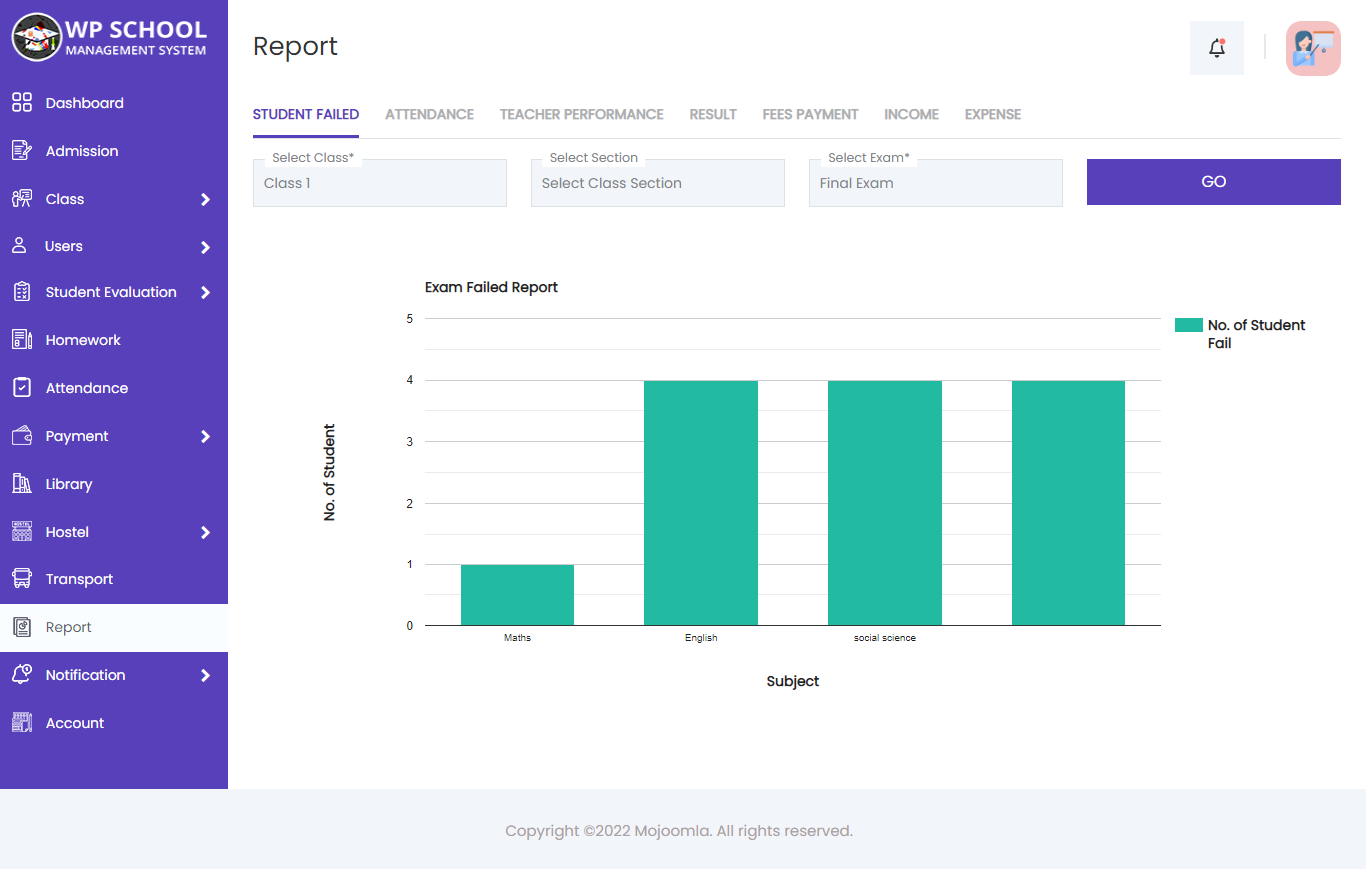 WP SCHOOL
MANAGEMENT SYSTEM
Dashboard
Admission
Class
Users
Student Evaluation
Homework
Attendance
Payment
Library
Hostel
Transport
Report
Notification
Account
Report
STUDENT FAILED ATTENDANCE TEACHER PERFORMANCE RESULT FEES PAYMENT INCOME EXPENSE
Select Class* Select Section Select Exam*
Class 1 Select Class Section Final Exam GO
Exam Failed Report
No. of Student
Fail
5
4
3
2
1
0
No. of Student
Maths English social science
Subject
Copyright ©2022 Mojoomla. All rights reserved.